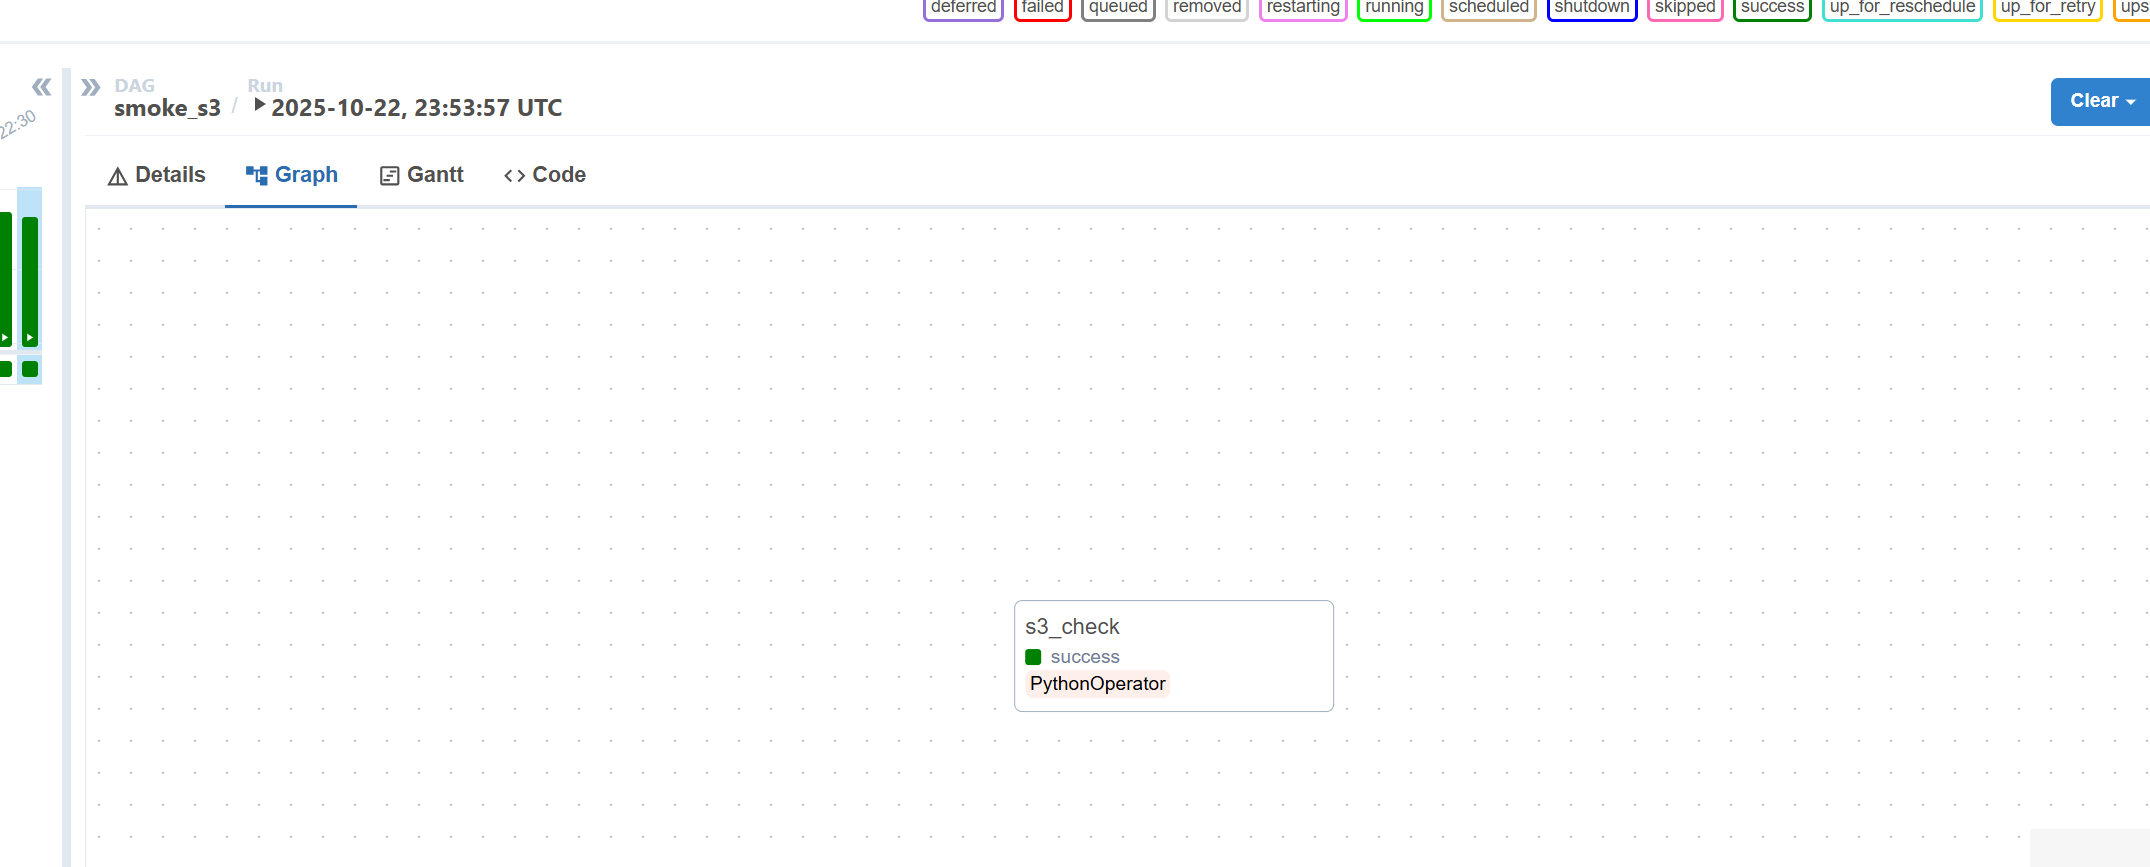 deferred failed queued removed restarting running scheduled shutdown skipped success up_for_reschedule up_for_retry ups
DAG Run
smoke_s3 / 2025-10-22, 23:53:57 UTC
Clear
22:30
Details Graph Gantt Code
s3_check
success
PythonOperator